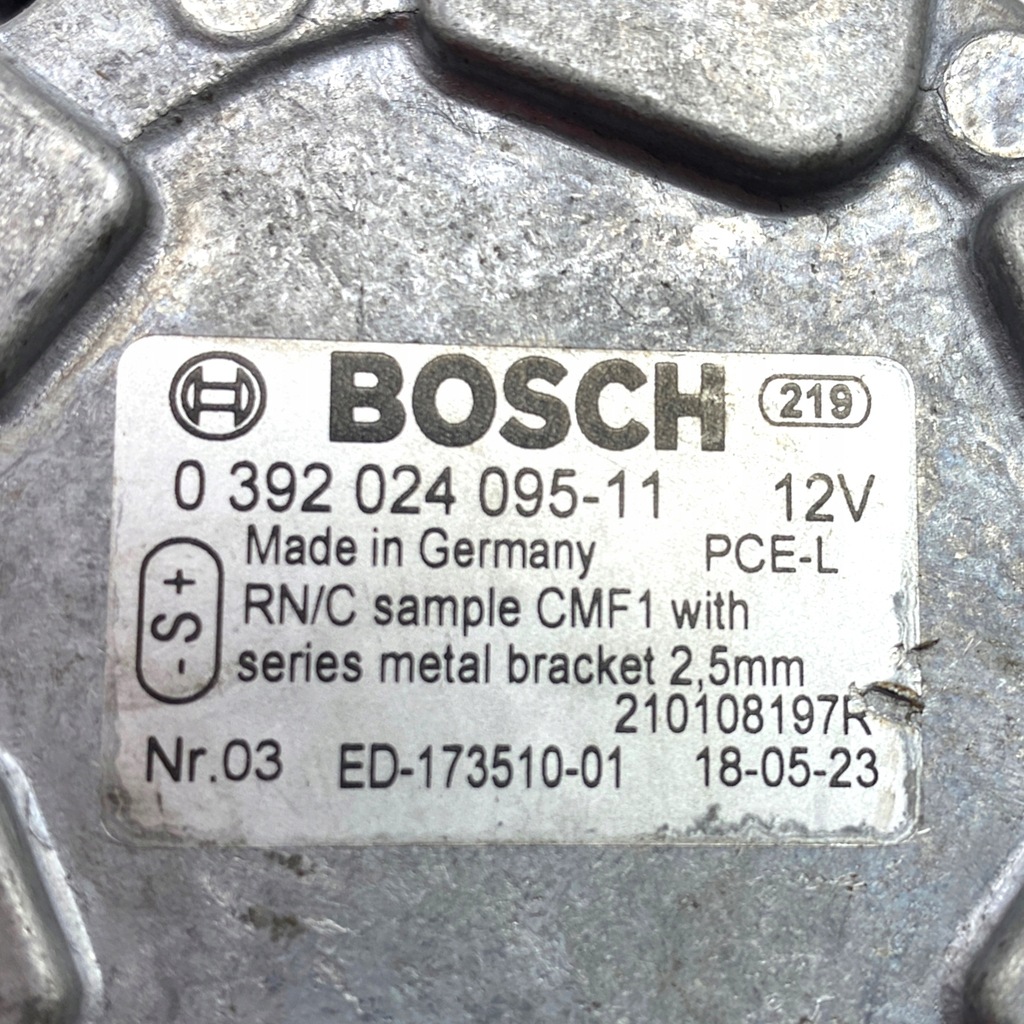 BOSCH 219
0 392 024 095-11 12V
Made in Germany PCE-L
RN/C sample CMF1 with
series metal bracket 2,5mm
-S+
210108197R
Nr.03 ED-173510-01 18-05-23